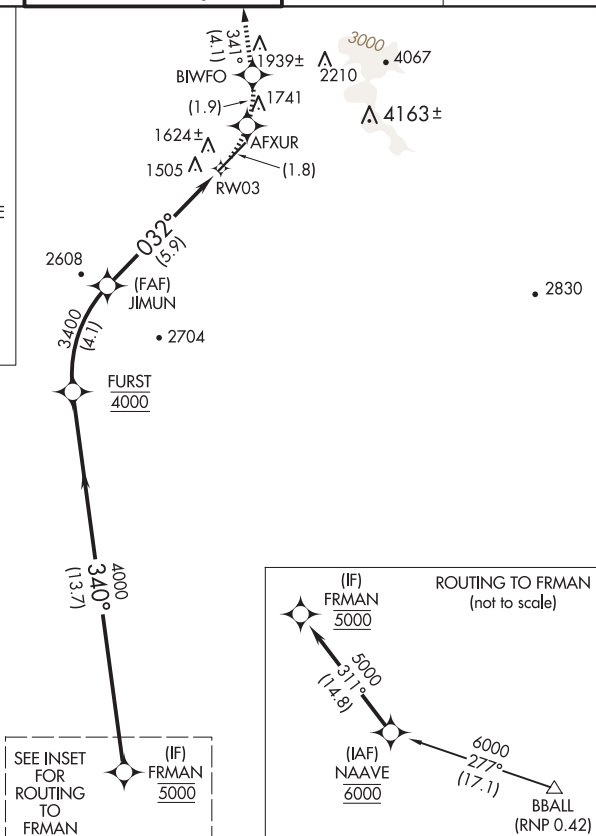 341°
(4.1)
3000
1939±
2210
4067
BIWFO
(1.9)
1741
4163±
1624±
AFXUR
1505
(1.8)
RW03
E
032°
(5.9)
2608
(FAF)
JIMUN
2830
3400
(4.1)
2704
FURST
4000
4000
340°
(13.7)
(IF)
FRMAN
5000
ROUTING TO FRMAN
(not to scale)
5000
311°
(14.8)
(IAF)
NAAVE
6000
6000
277°
(17.1)
BBALL
(RNP 0.42)
SEE INSET
FOR
ROUTING
TO
FRMAN
(IF)
FRMAN
5000